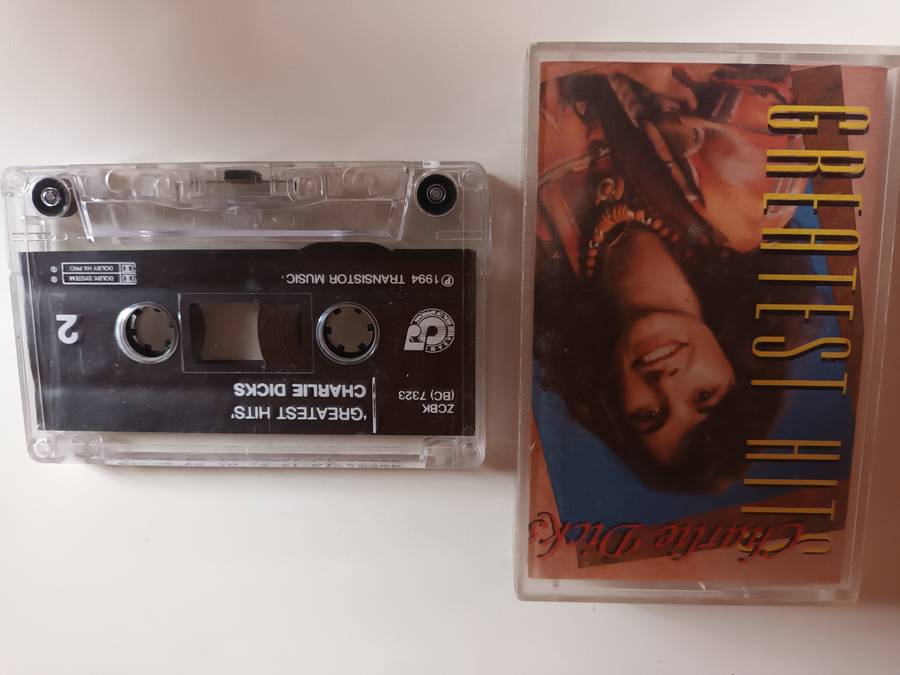 'GREATEST HITS'
CHARLIE DICKS
ZCBK
(BC) 7323
2
℗ 1994 TRANSISTOR MUSIC.
DOLBY SYSTEM
DOLBY HX PRO
GREATEST HITS
Charlie Dicks